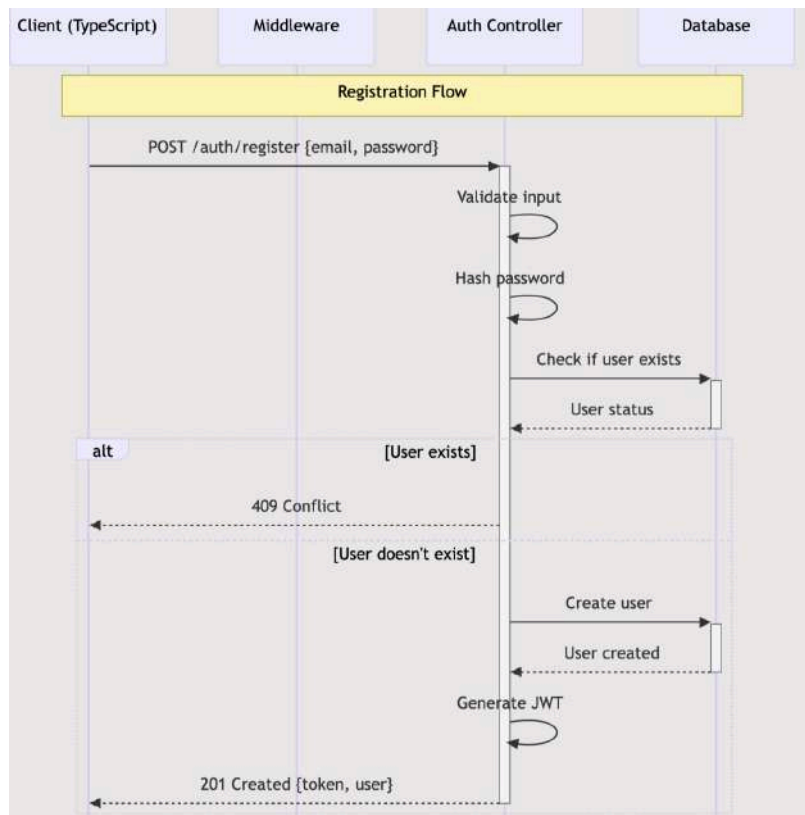 Client (TypeScript)
Middleware
Auth Controller
Database
Registration Flow
POST /auth/register {email, password}
Validate input
Hash password
Check if user exists
User status
alt
[User exists]
409 Conflict
[User doesn't exist]
Create user
User created
Generate JWT
201 Created {token, user}